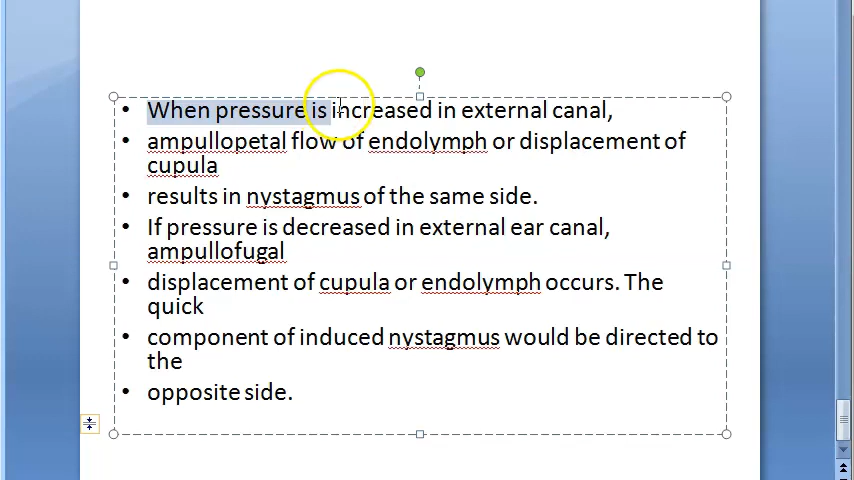 • When pressure is increased in external canal,
• ampullopetal flow of endolymph or displacement of
cupula
• results in nystagmus of the same side.
• If pressure is decreased in external ear canal,
ampullofugal
• displacement of cupula or endolymph occurs. The
quick
• component of induced nystagmus would be directed to
the
• opposite side.